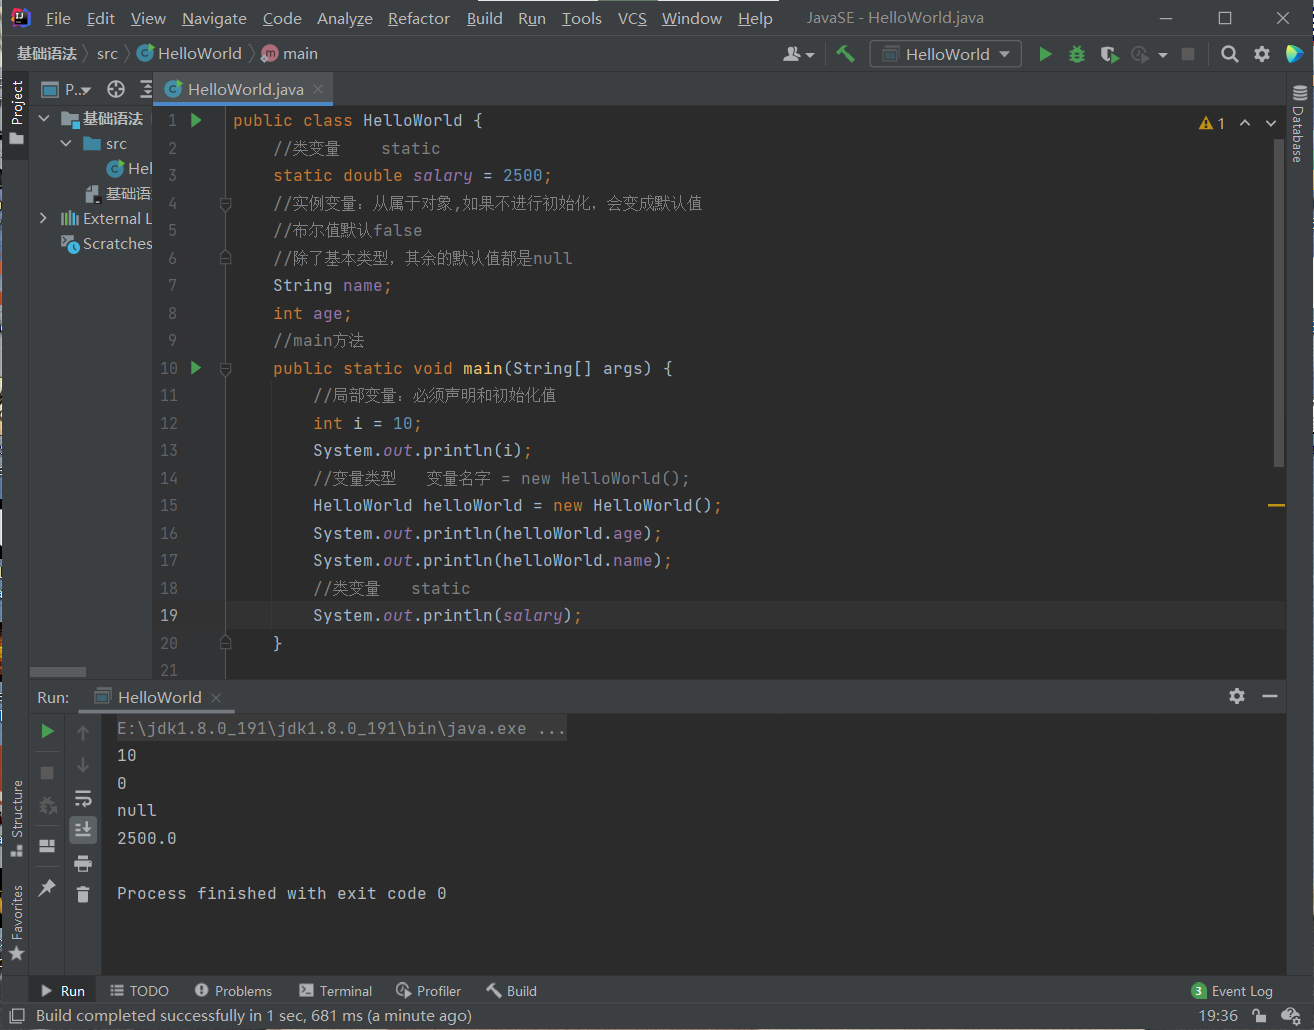 File Edit View Navigate Code Analyze Refactor Build Run Tools VCS Window Help JavaSE - HelloWorld.java
基础语法 src HelloWorld main HelloWorld
Project
P... HelloWorld.java
基础语法
src
Hel
基础语
External L
Scratches
1
Database
1 public class HelloWorld {
2 //类变量 static
3 static double salary = 2500;
4 //实例变量：从属于对象,如果不进行初始化，会变成默认值
5 //布尔值默认false
6 //除了基本类型，其余的默认值都是null
7 String name;
8 int age;
9 //main方法
10 public static void main(String[] args) {
11 //局部变量：必须声明和初始化值
12 int i = 10;
13 System.out.println(i);
14 //变量类型 变量名字 = new HelloWorld();
15 HelloWorld helloWorld = new HelloWorld();
16 System.out.println(helloWorld.age);
17 System.out.println(helloWorld.name);
18 //类变量 static
19 System.out.println(salary);
20 }
21
Run: HelloWorld
E:\jdk1.8.0_191\jdk1.8.0_191\bin\java.exe ...
10
0
null
2500.0
Process finished with exit code 0
Structure
Favorites
Run TODO Problems Terminal Profiler Build 3 Event Log
Build completed successfully in 1 sec, 681 ms (a minute ago) 19:36